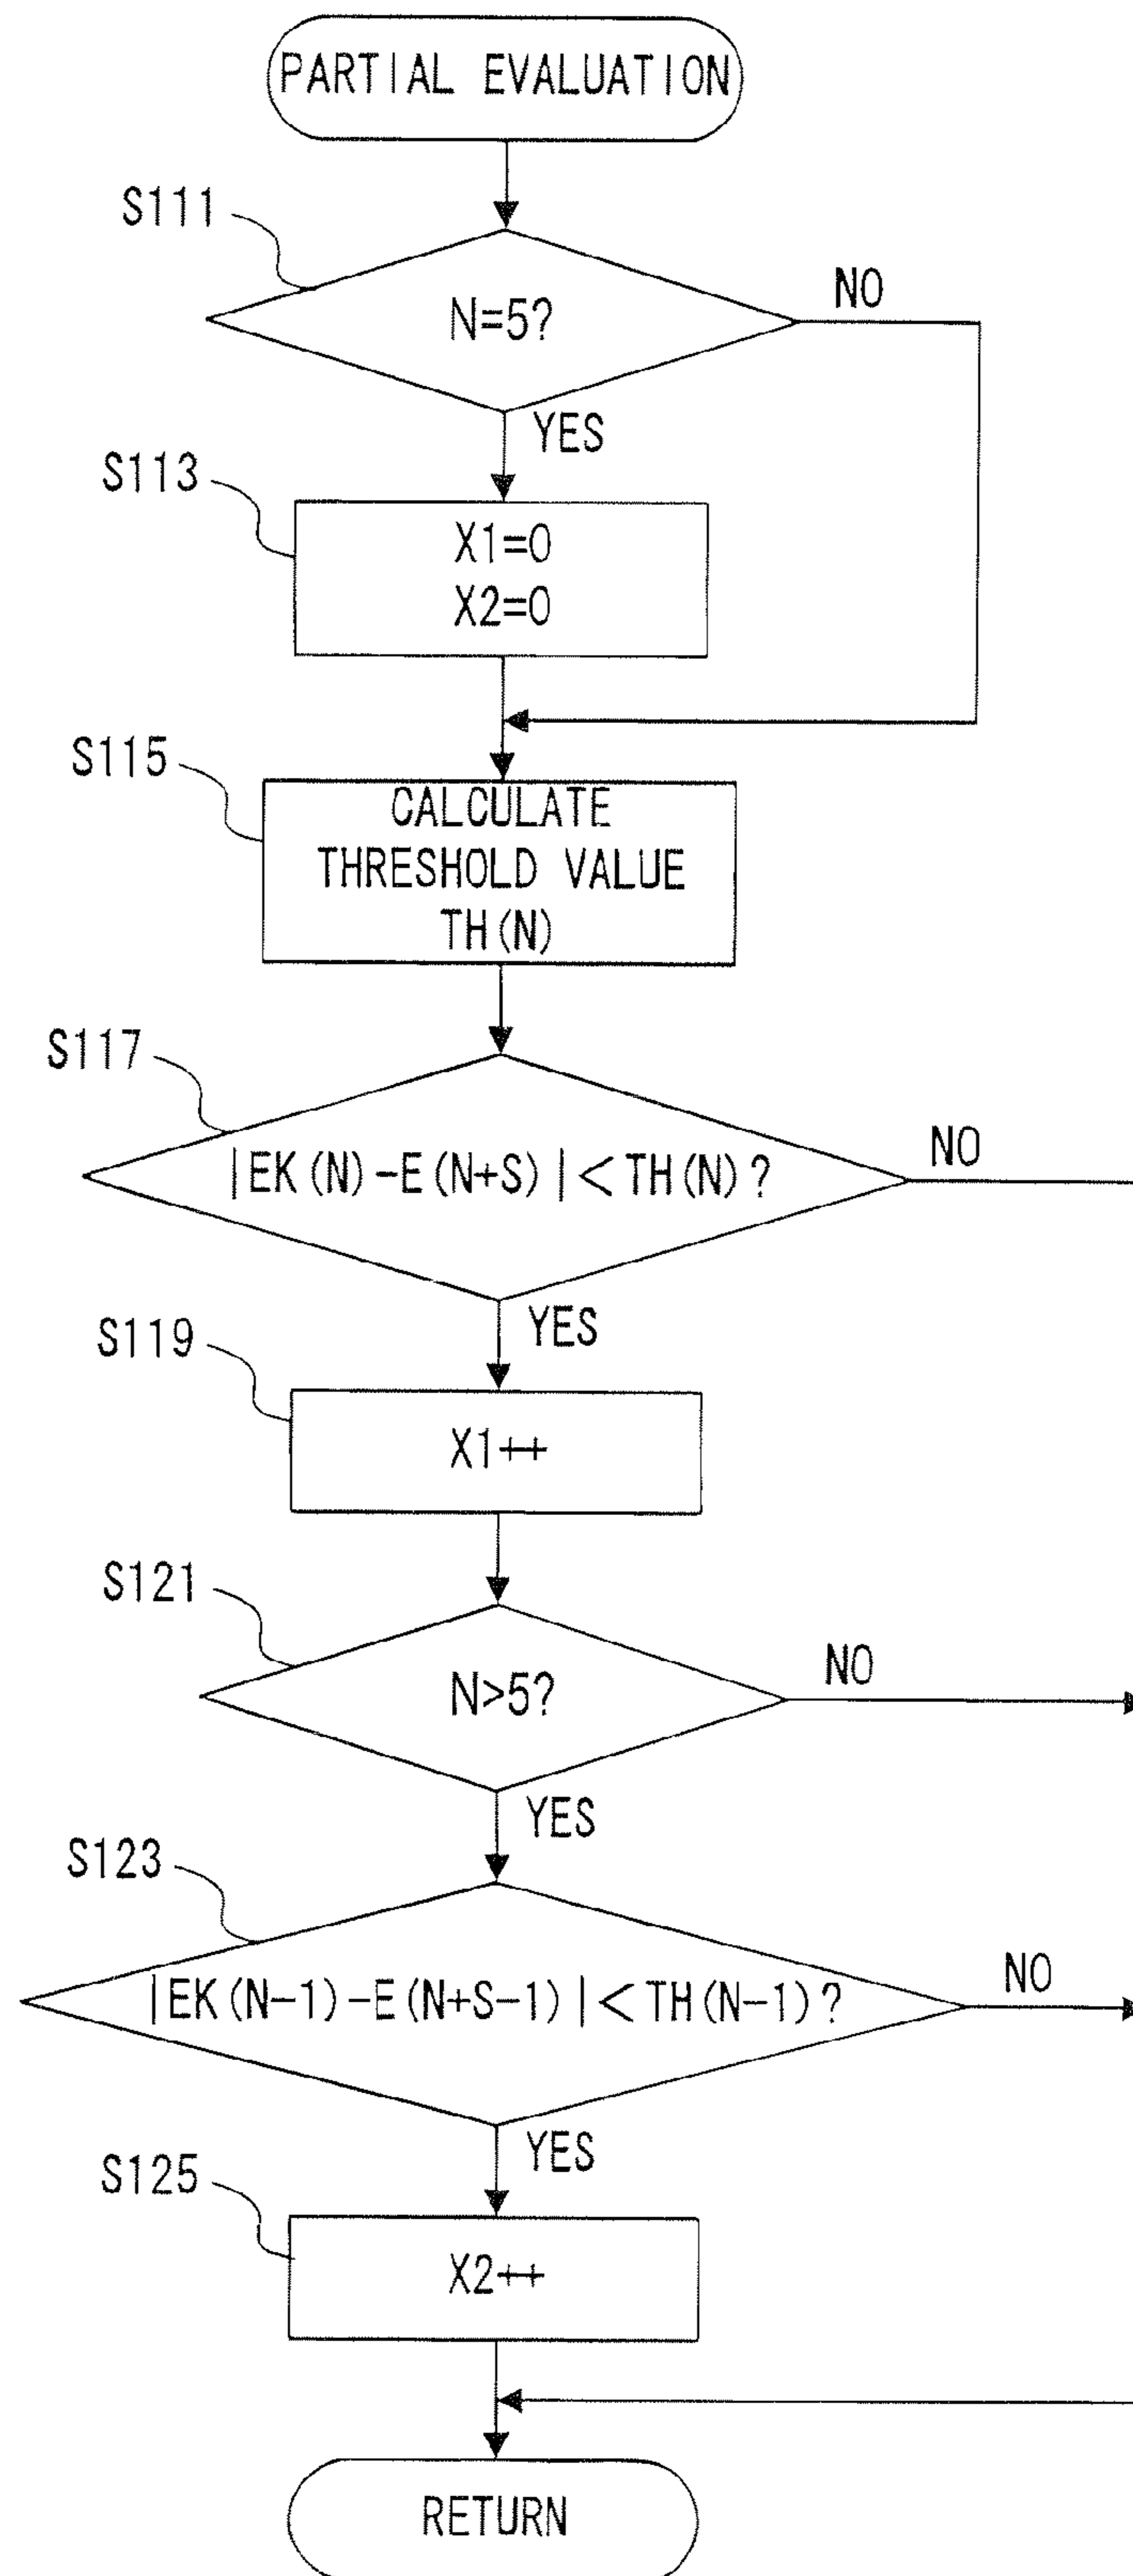 PARTIAL EVALUATION
S111
N=5?
NO
YES
S113
X1=0
X2=0
S115
CALCULATE
THRESHOLD VALUE
TH(N)
S117
|EK(N)-E(N+S)|<TH(N)?
NO
YES
S119
X1++
S121
N>5?
NO
YES
S123
|EK(N-1)-E(N+S-1)|<TH(N-1)?
NO
YES
S125
X2++
RETURN